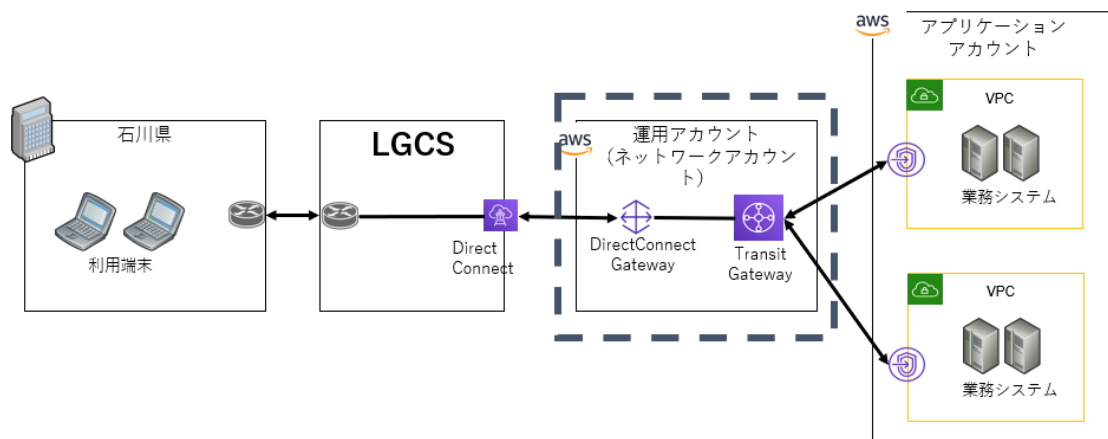 aws
アプリケーション
アカウント
石川県
利用端末
LGCS
Direct
Connect
aws
運用アカウント
(ネットワークアカウン
ト)
DirectConnect
Gateway
Transit
Gateway
VPC
業務システム
VPC
業務システム